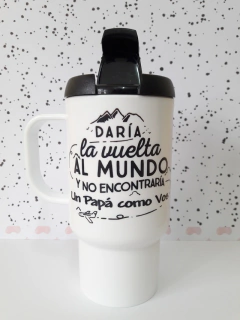 DARÍA
la vuelta
AL MUNDO
Y NO ENCONTRARÍA
Un Papá como Vos